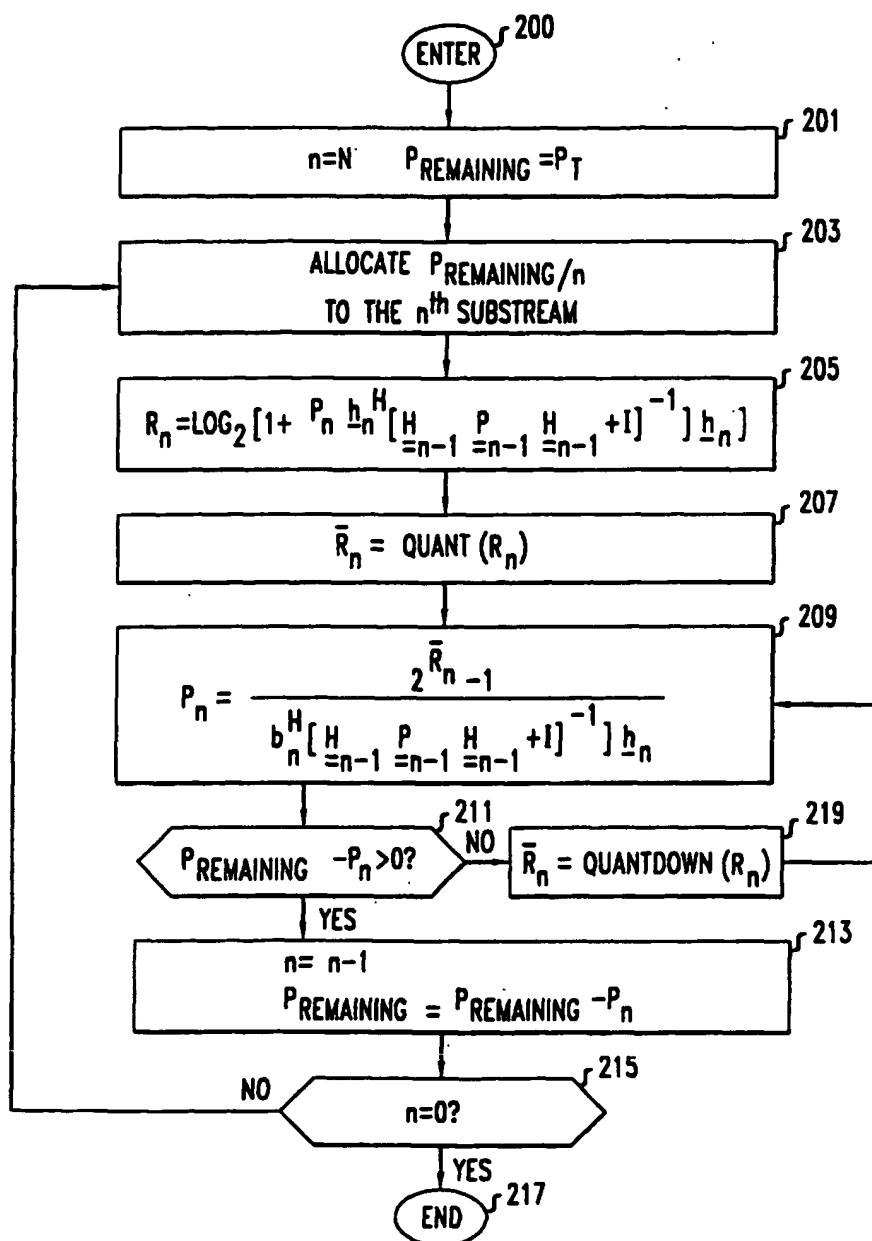 200
ENTER
201
n=N P_REMAINING =P_T
203
ALLOCATE P_REMAINING/n
TO THE n^th SUBSTREAM
205
R_n=LOG_2[1+ P_n h_n^H[H_n-1 P_n-1 H_n-1 +I]^-1] h_n]
207
R̄_n = QUANT (R_n)
209
P_n = 2^R̄_n -1
b_n^H[H_n-1 P_n-1 H_n-1 +I]^-1] h_n
211
P_REMAINING -P_n>0?
NO
219
R̄_n = QUANTDOWN (R_n)
YES
213
n= n-1
P_REMAINING = P_REMAINING -P_n
215
NO
n=0?
YES
217
END